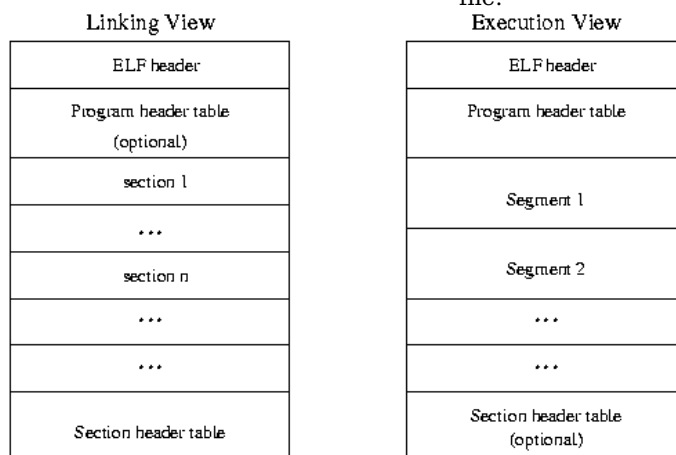 file.
Linking View
ELF header
Program header table
(optional)
section 1
...
section n
...
...
Section header table
Execution View
ELF header
Program header table
Segment 1
Segment 2
...
...
Section header table
(optional)